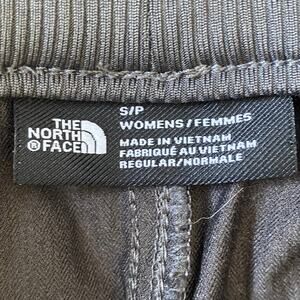 THE
NORTH
FACE
®
S/P
WOMENS/FEMMES
MADE IN VIETNAM
FABRIQUÉ AU VIETNAM
REGULAR/NORMALE